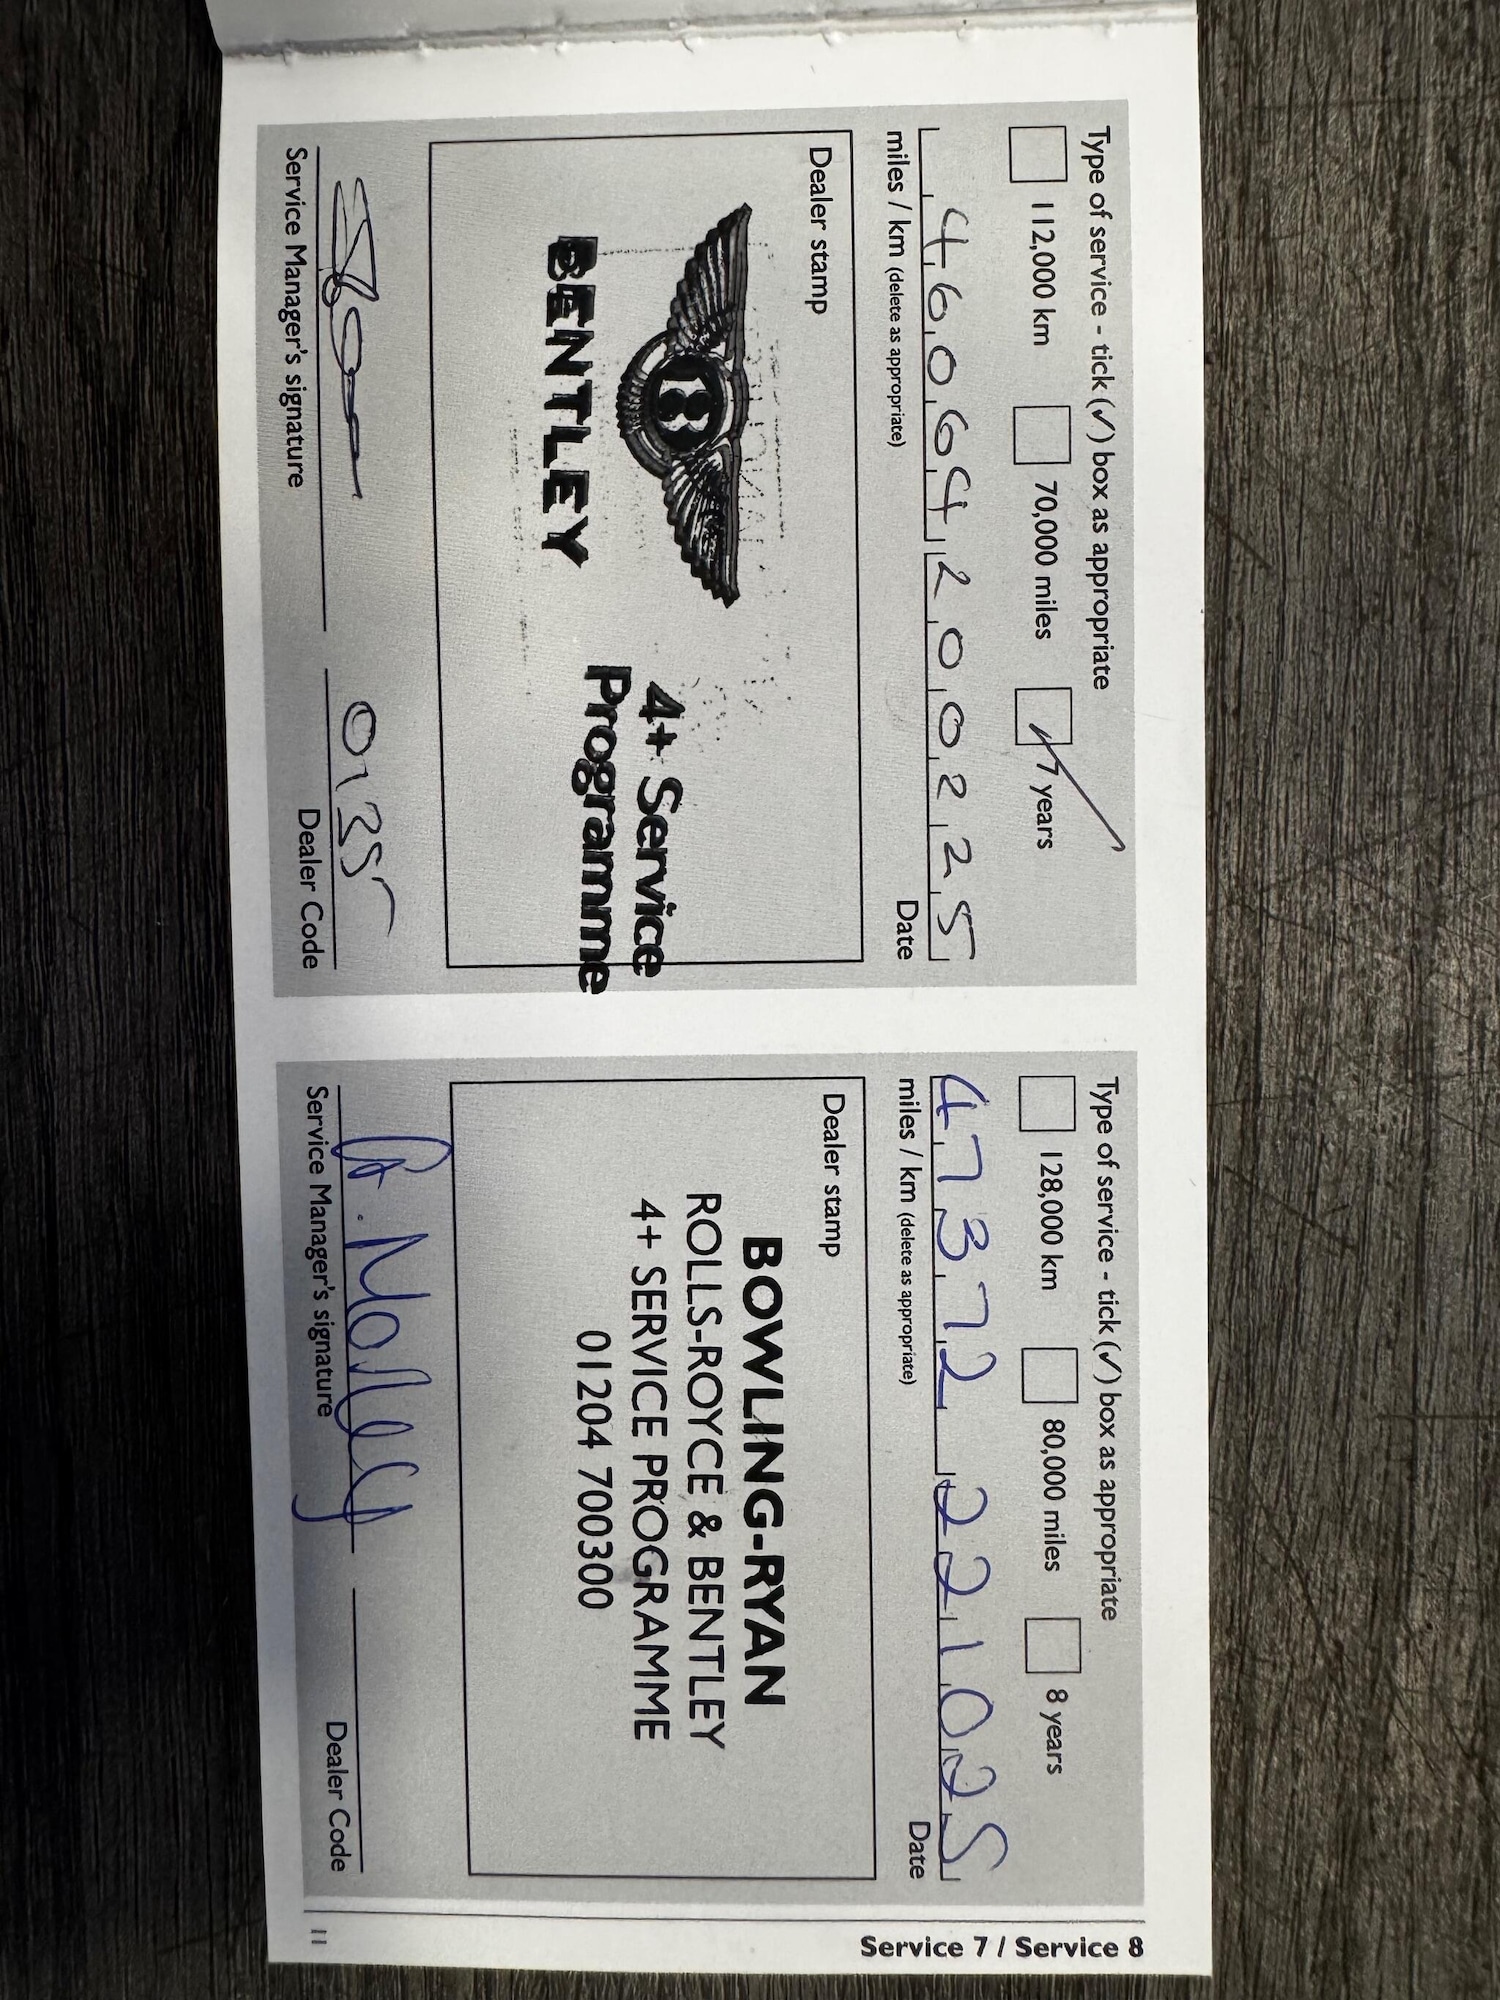 Type of service - tick (✓) box as appropriate
112,000 km 70,000 miles 7 years
46064 200225
miles / km (delete as appropriate) Date
Dealer stamp
B
BENTLEY
4+ Service
Programme
0135
Service Manager's signature Dealer Code
Type of service - tick (✓) box as appropriate
128,000 km 80,000 miles 8 years
47372 221025
miles / km (delete as appropriate) Date
Dealer stamp
BOWLING-RYAN
ROLLS-ROYCE & BENTLEY
4+ SERVICE PROGRAMME
01204 700300
Service Manager's signature Dealer Code
Service 7 / Service 8
11